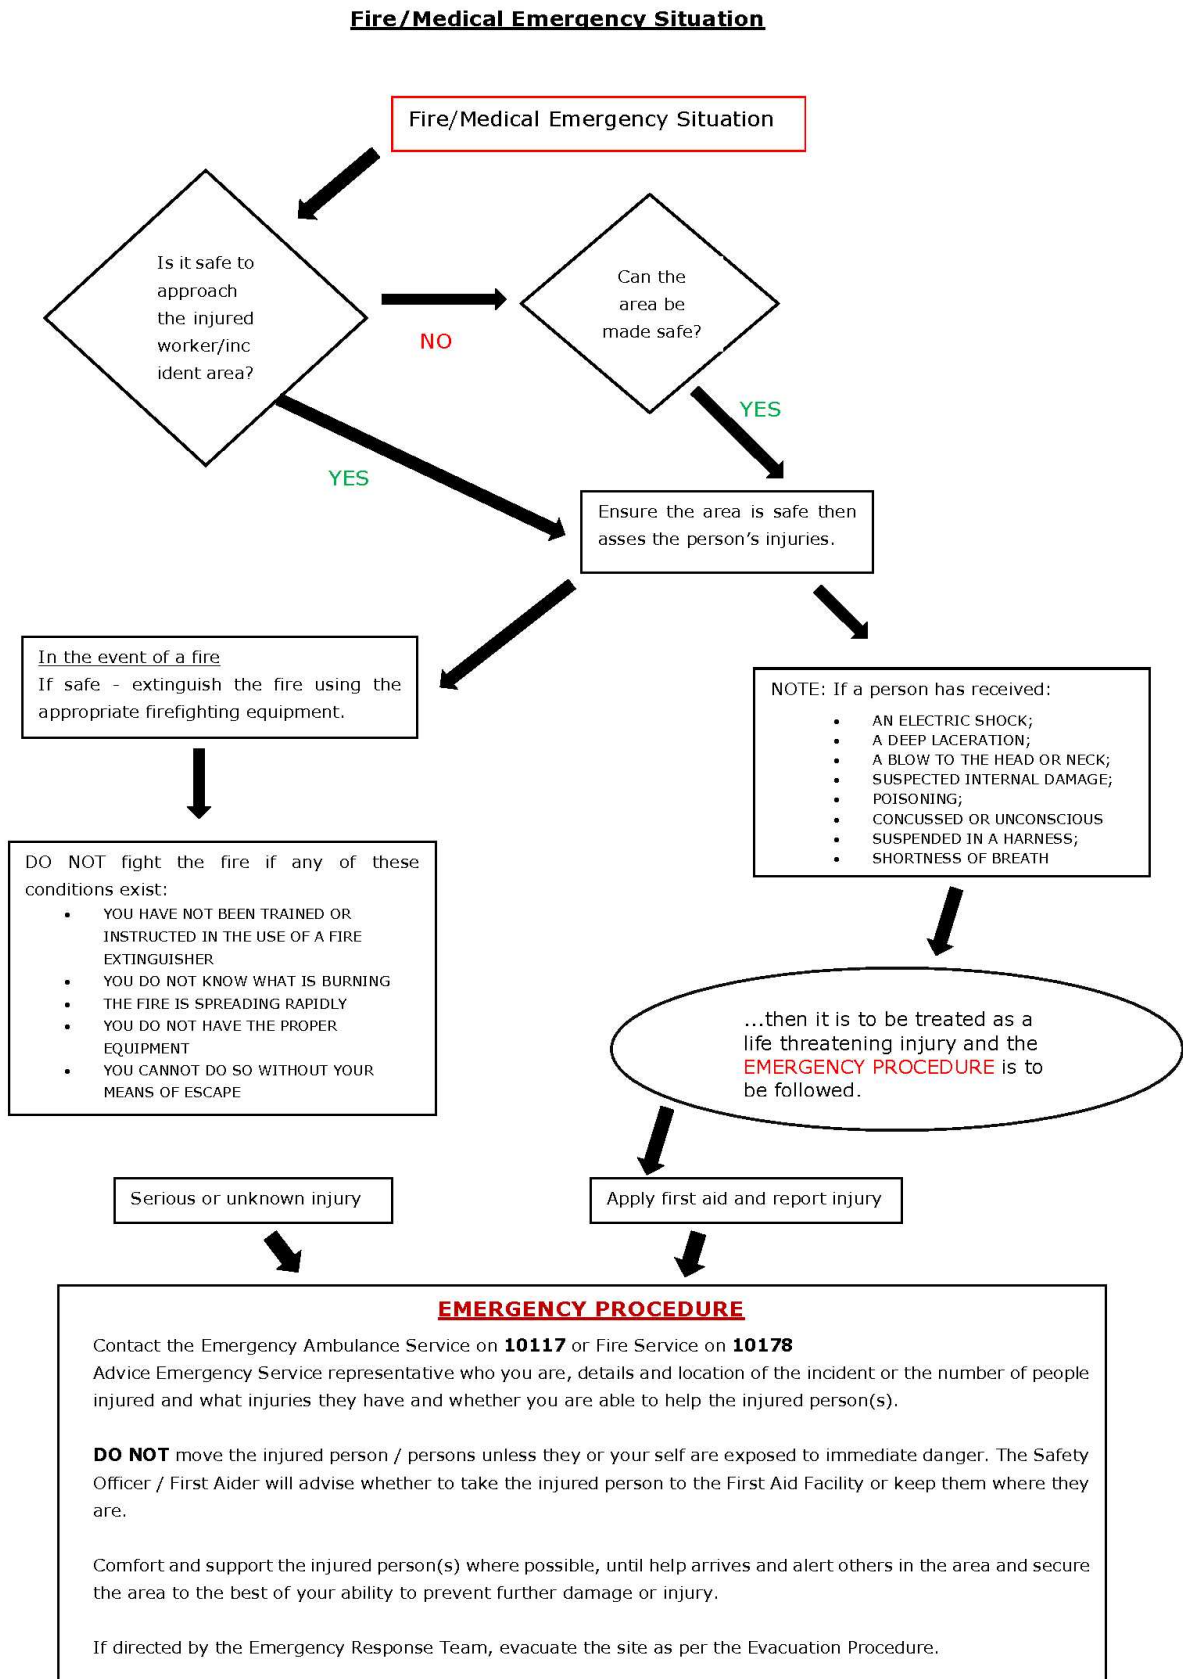 Fire/Medical Emergency Situation
Fire/Medical Emergency Situation
Is it safe to
approach
the injured
worker/inc
ident area?
NO
Can the
area be
made safe?
YES
YES
Ensure the area is safe then
asses the person's injuries.
In the event of a fire
If safe - extinguish the fire using the
appropriate firefighting equipment.
NOTE: If a person has received:
• AN ELECTRIC SHOCK;
• A DEEP LACERATION;
• A BLOW TO THE HEAD OR NECK;
• SUSPECTED INTERNAL DAMAGE;
• POISONING;
• CONCUSSED OR UNCONSCIOUS
• SUSPENDED IN A HARNESS;
• SHORTNESS OF BREATH
DO NOT fight the fire if any of these
conditions exist:
• YOU HAVE NOT BEEN TRAINED OR
INSTRUCTED IN THE USE OF A FIRE
EXTINGUISHER
• YOU DO NOT KNOW WHAT IS BURNING
• THE FIRE IS SPREADING RAPIDLY
• YOU DO NOT HAVE THE PROPER
EQUIPMENT
• YOU CANNOT DO SO WITHOUT YOUR
MEANS OF ESCAPE
...then it is to be treated as a
life threatening injury and the
EMERGENCY PROCEDURE is to
be followed.
Serious or unknown injury
Apply first aid and report injury
EMERGENCY PROCEDURE
Contact the Emergency Ambulance Service on 10117 or Fire Service on 10178
Advice Emergency Service representative who you are, details and location of the incident or the number of people
injured and what injuries they have and whether you are able to help the injured person(s).
DO NOT move the injured person / persons unless they or your self are exposed to immediate danger. The Safety
Officer / First Aider will advise whether to take the injured person to the First Aid Facility or keep them where they
are.
Comfort and support the injured person(s) where possible, until help arrives and alert others in the area and secure
the area to the best of your ability to prevent further damage or injury.
If directed by the Emergency Response Team, evacuate the site as per the Evacuation Procedure.